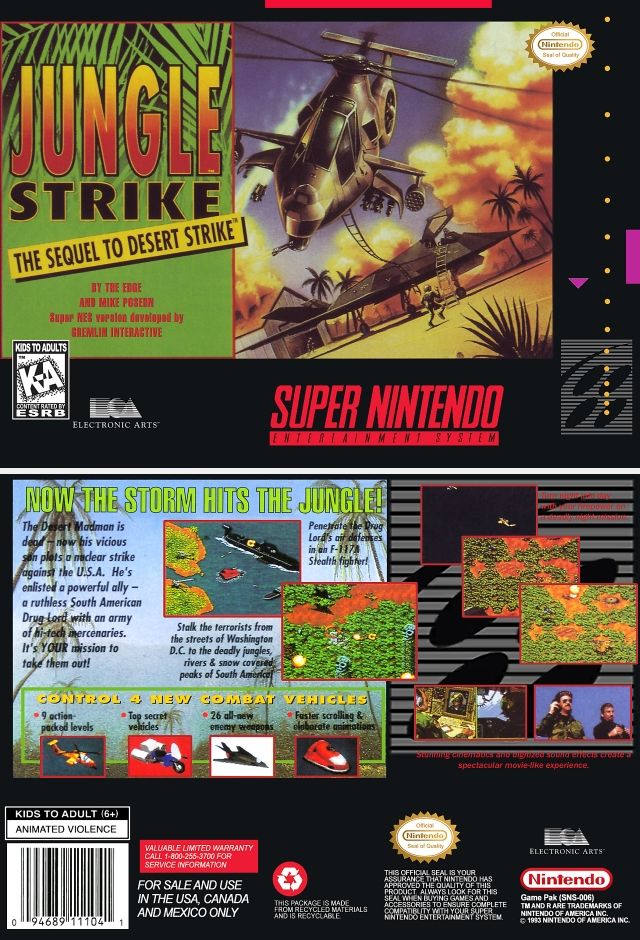 JUNGLE
STRIKE
THE SEQUEL TO DESERT STRIKE™
BY THE EDGE
AND MIKE POSEHN
Super NES version developed by
GREMLIN INTERACTIVE
Official
Nintendo
Seal of Quality
KIDS TO ADULTS
K-A
CONTENT RATED BY
ESRB
ELECTRONIC ARTS™
SUPER NINTENDO
ENTERTAINMENT SYSTEM
NOW THE STORM HITS THE JUNGLE!
The Desert Madman is
dead – now his vicious
son plots a nuclear strike
against the U.S.A. He's
enlisted a powerful ally –
a ruthless South American
Drug Lord with an army
of hi-tech mercenaries.
It's YOUR mission to
take them out!
Penetrate the Drug
Lord's air defenses
in an F-117A
Stealth fighter!
Stalk the terrorists from
the streets of Washington
D.C. to the deadly jungles,
rivers & snow covered
peaks of South America!
CONTROL 4 NEW COMBAT VEHICLES
• 9 action-
packed levels
• Top secret
vehicles
• 26 all-new
enemy weapons
• Faster scrolling &
elaborate animations
Stunning cinematics and digitized sound effects create a
spectacular movie-like experience.
KIDS TO ADULT (6+)
ANIMATED VIOLENCE
0 94689 11104 1
VALUABLE LIMITED WARRANTY
CALL 1-800-255-3700 FOR
SERVICE INFORMATION
FOR SALE AND USE
IN THE USA, CANADA
AND MEXICO ONLY
THIS PACKAGE IS MADE
FROM RECYCLED MATERIALS
AND IS RECYCLABLE.
Official
Nintendo
Seal of Quality
THIS OFFICIAL SEAL IS YOUR
ASSURANCE THAT NINTENDO HAS
APPROVED THE QUALITY OF THIS
PRODUCT. ALWAYS LOOK FOR THIS
SEAL WHEN BUYING GAMES AND
ACCESSORIES TO ENSURE COMPLETE
COMPATIBILITY WITH YOUR SUPER
NINTENDO ENTERTAINMENT SYSTEM.
ELECTRONIC ARTS™
Nintendo
Game Pak (SNS-006)
TM AND R ARE TRADEMARKS OF
NINTENDO OF AMERICA INC.
© 1993 NINTENDO OF AMERICA INC.